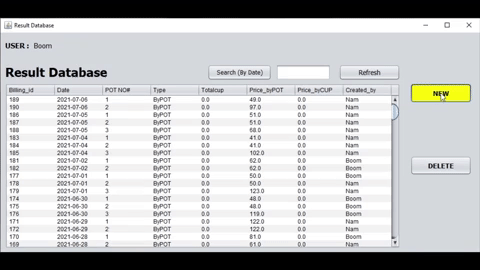 Result Database
USER : Boom
Result Database Search (By Date) Refresh
Billing_id Date POT NO# Type Totalcup Price_byPOT Price_byCUP Created_by
189 2021-07-06 1 ByPOT 0.0 49.0 0.0 Nam
190 2021-07-06 2 ByPOT 0.0 97.0 0.0 Nam
186 2021-07-05 1 ByPOT 0.0 51.0 0.0 Nam
187 2021-07-05 2 ByPOT 0.0 51.0 0.0 Nam
188 2021-07-05 3 ByPOT 0.0 68.0 0.0 Nam
183 2021-07-04 1 ByPOT 0.0 41.0 0.0 Nam
184 2021-07-04 2 ByPOT 0.0 41.0 0.0 Nam
185 2021-07-04 3 ByPOT 0.0 102.0 0.0 Nam
181 2021-07-02 1 ByPOT 0.0 62.0 0.0 Boom
182 2021-07-02 2 ByPOT 0.0 62.0 0.0 Boom
177 2021-07-01 1 ByPOT 0.0 50.0 0.0 Nam
178 2021-07-01 2 ByPOT 0.0 50.0 0.0 Nam
179 2021-07-01 3 ByPOT 0.0 123.0 0.0 Nam
174 2021-06-30 1 ByPOT 0.0 48.0 0.0 Nam
175 2021-06-30 2 ByPOT 0.0 48.0 0.0 Nam
176 2021-06-30 3 ByPOT 0.0 119.0 0.0 Nam
171 2021-06-29 1 ByPOT 0.0 122.0 0.0 Nam
172 2021-06-29 2 ByPOT 0.0 122.0 0.0 Nam
170 2021-06-28 1 ByPOT 0.0 61.0 0.0 Boom
169 2021-06-28 2 ByPOT 0.0 61.0 0.0 Boom
NEW
DELETE